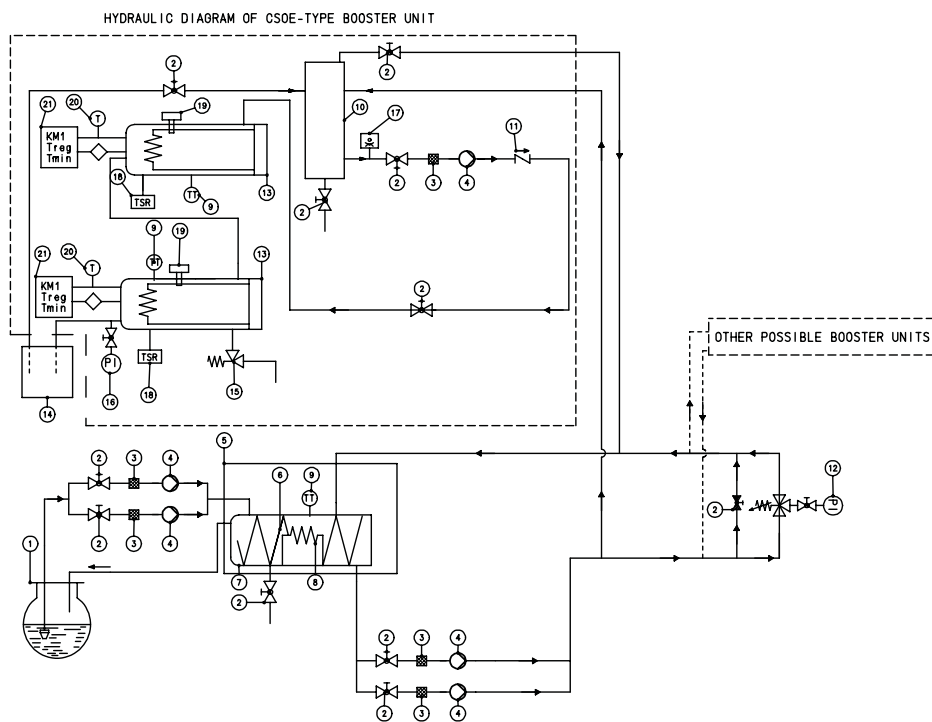 HYDRAULIC DIAGRAM OF CSOE-TYPE BOOSTER UNIT
2
2
21
20
19
10
17
11
KM1
Treg
Tmin
T
18
TSR
TT
9
13
2
2
3
4
9
19
13
21
20
KM1
Treg
Tmin
T
TT
2
PI
TSR
14
16
18
15
OTHER POSSIBLE BOOSTER UNITS
5
2
3
4
6
9
12
TT
2
PI
2
3
4
1
7
8
2
2
3
4
2
3
4